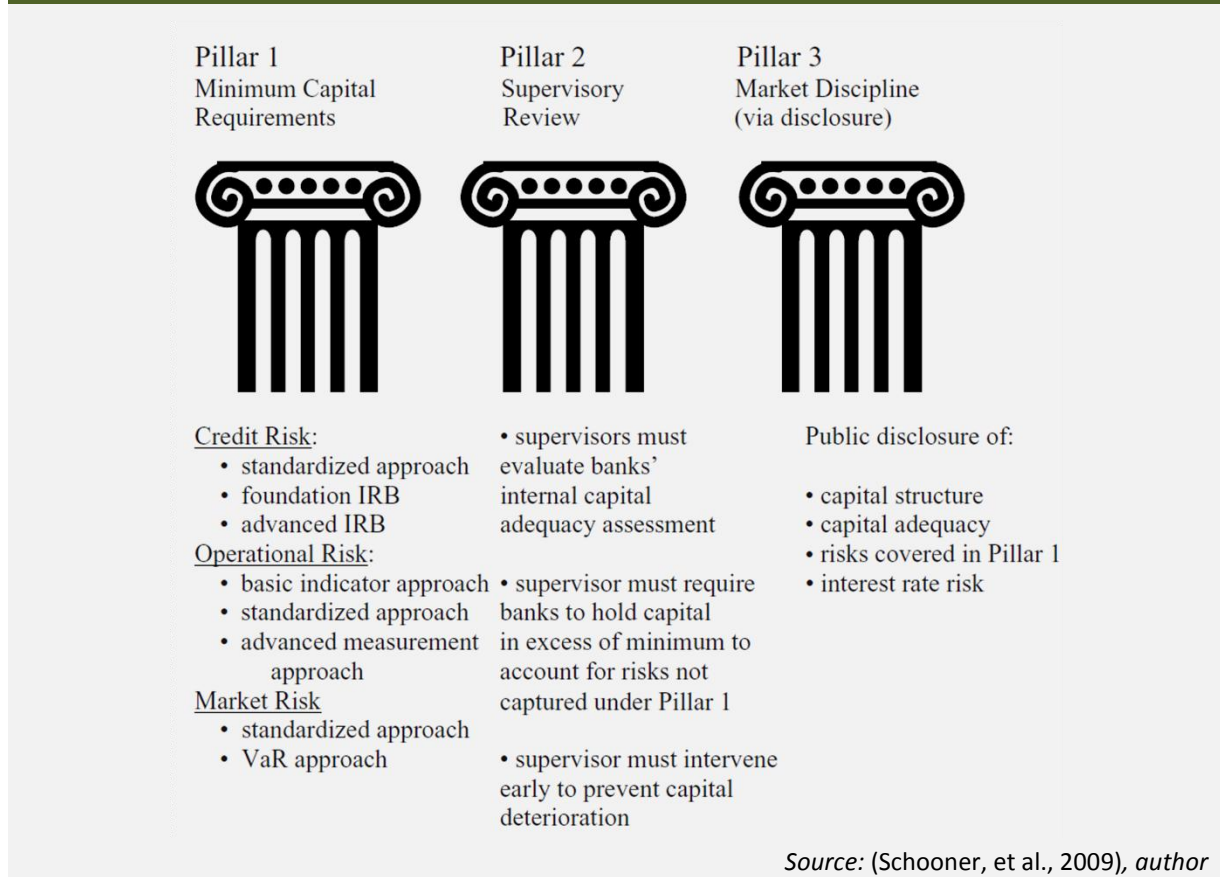 Pillar 1
Minimum Capital
Requirements
Pillar 2
Supervisory
Review
Pillar 3
Market Discipline
(via disclosure)
Credit Risk:
• standardized approach
• foundation IRB
• advanced IRB
Operational Risk:
• basic indicator approach
• standardized approach
• advanced measurement
approach
Market Risk
• standardized approach
• VaR approach
• supervisors must
evaluate banks’
internal capital
adequacy assessment
• supervisor must require
banks to hold capital
in excess of minimum to
account for risks not
captured under Pillar 1
• supervisor must intervene
early to prevent capital
deterioration
Public disclosure of:
• capital structure
• capital adequacy
• risks covered in Pillar 1
• interest rate risk
Source: (Schooner, et al., 2009), author